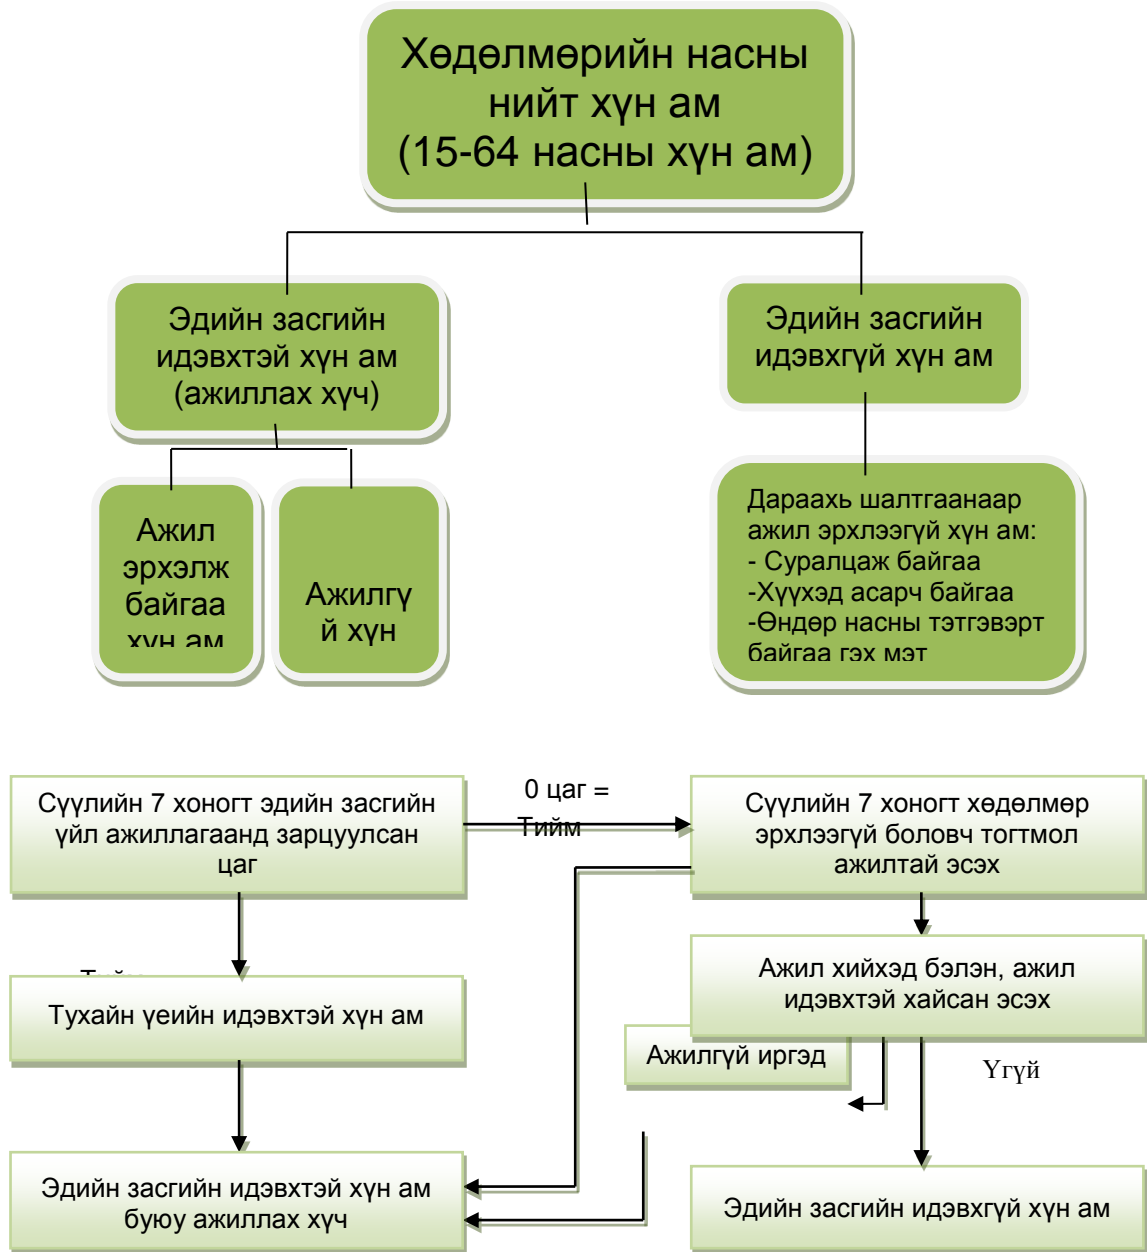 Хөдөлмөрийн насны
нийт хүн ам
(15-64 насны хүн ам)
Эдийн засгийн
идэвхтэй хүн ам
(ажиллах хүч)
Эдийн засгийн
идэвхгүй хүн ам
Ажил
эрхэлж
байгаа
хүн ам
Ажилгү
й хүн
Дараахь шалтгаанаар
ажил эрхлээгүй хүн ам:
- Суралцаж байгаа
-Хүүхэд асарч байгаа
-Өндөр насны тэтгэвэрт
байгаа гэх мэт
Сүүлийн 7 хоногт эдийн засгийн
үйл ажиллагаанд зарцуулсан
цаг
0 цаг =
Тийм
Сүүлийн 7 хоногт хөдөлмөр
эрхлээгүй боловч тогтмол
ажилтай эсэх
Тухайн үеийн идэвхтэй хүн ам
Ажил хийхэд бэлэн, ажил
идэвхтэй хайсан эсэх
Ажилгүй иргэд
Үгүй
Эдийн засгийн идэвхтэй хүн ам
буюу ажиллах хүч
Эдийн засгийн идэвхгүй хүн ам